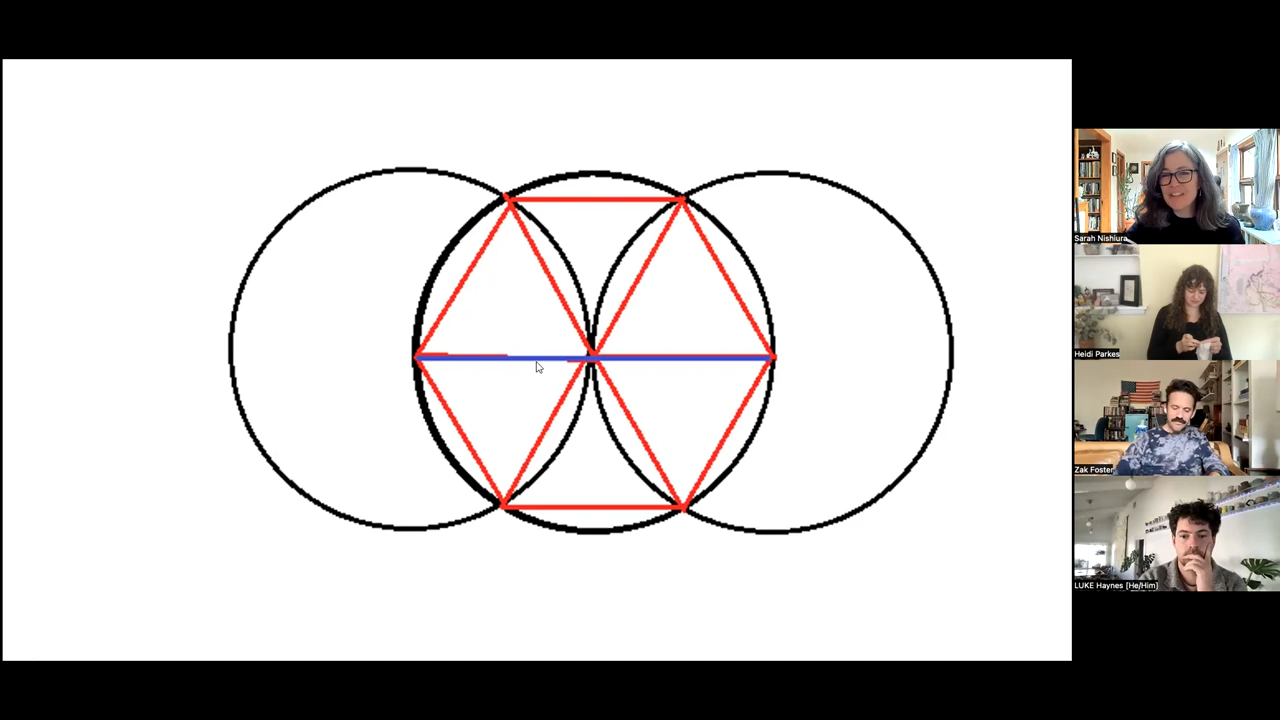 Sarah Nishiura
Heidi Parkes
Zak Foster
LUKE Haynes [He/Him]